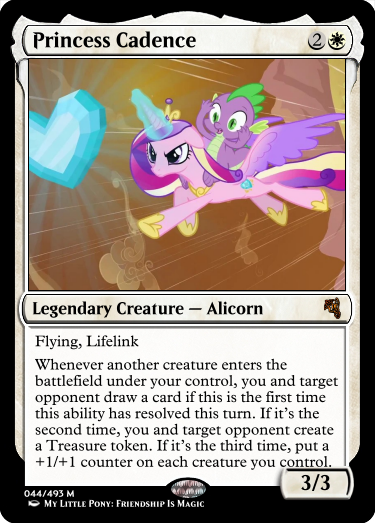 Princess Cadence 2
Legendary Creature — Alicorn
Flying, Lifelink
Whenever another creature enters the
battlefield under your control, you and target
opponent draw a card if this is the first time
this ability has resolved this turn. If it's the
second time, you and target opponent create
a Treasure token. If it's the third time, put a
+1/+1 counter on each creature you control.
3/3
044/493 M
My Little Pony: Friendship Is Magic